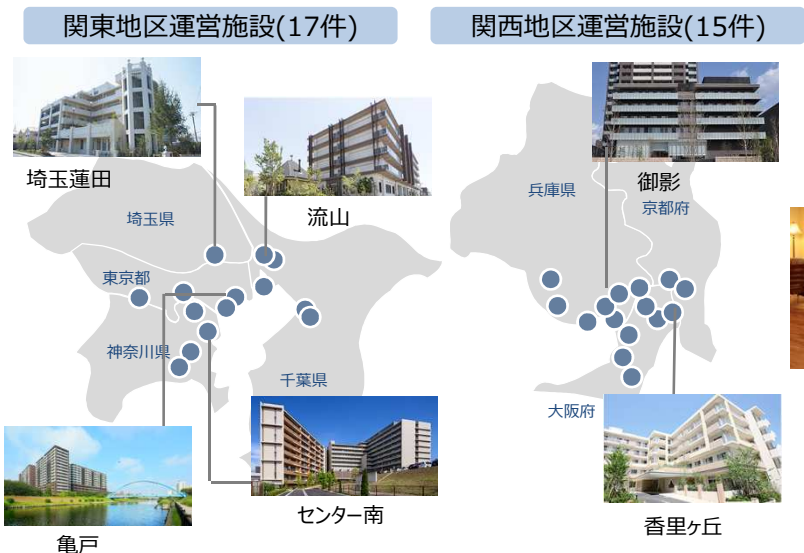 関東地区運営施設(17件)
関西地区運営施設(15件)
埼玉蓮田
流山
御影
埼玉県
東京都
神奈川県
千葉県
兵庫県
京都府
大阪府
亀戸
センター南
香里ヶ丘